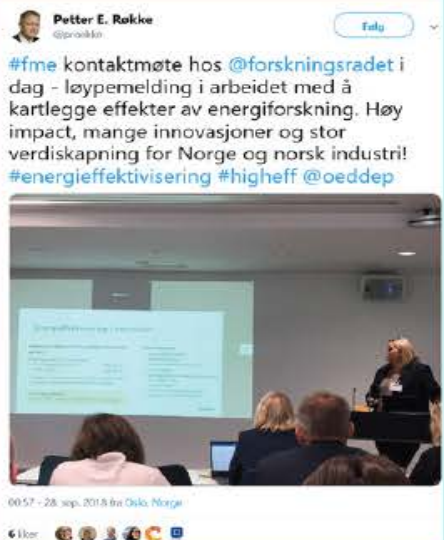 Petter E. Røkke
@proekke
Følg
#fme kontaktmøte hos @forskningsradet i
dag - løypemelding i arbeidet med å
kartlegge effekter av energiforskning. Høy
impact, mange innovasjoner og stor
verdiskapning for Norge og norsk industri!
#energieffektivisering #higheff @oeddep
00:57 - 28. sep. 2018 fra Oslo, Norge
6 liker